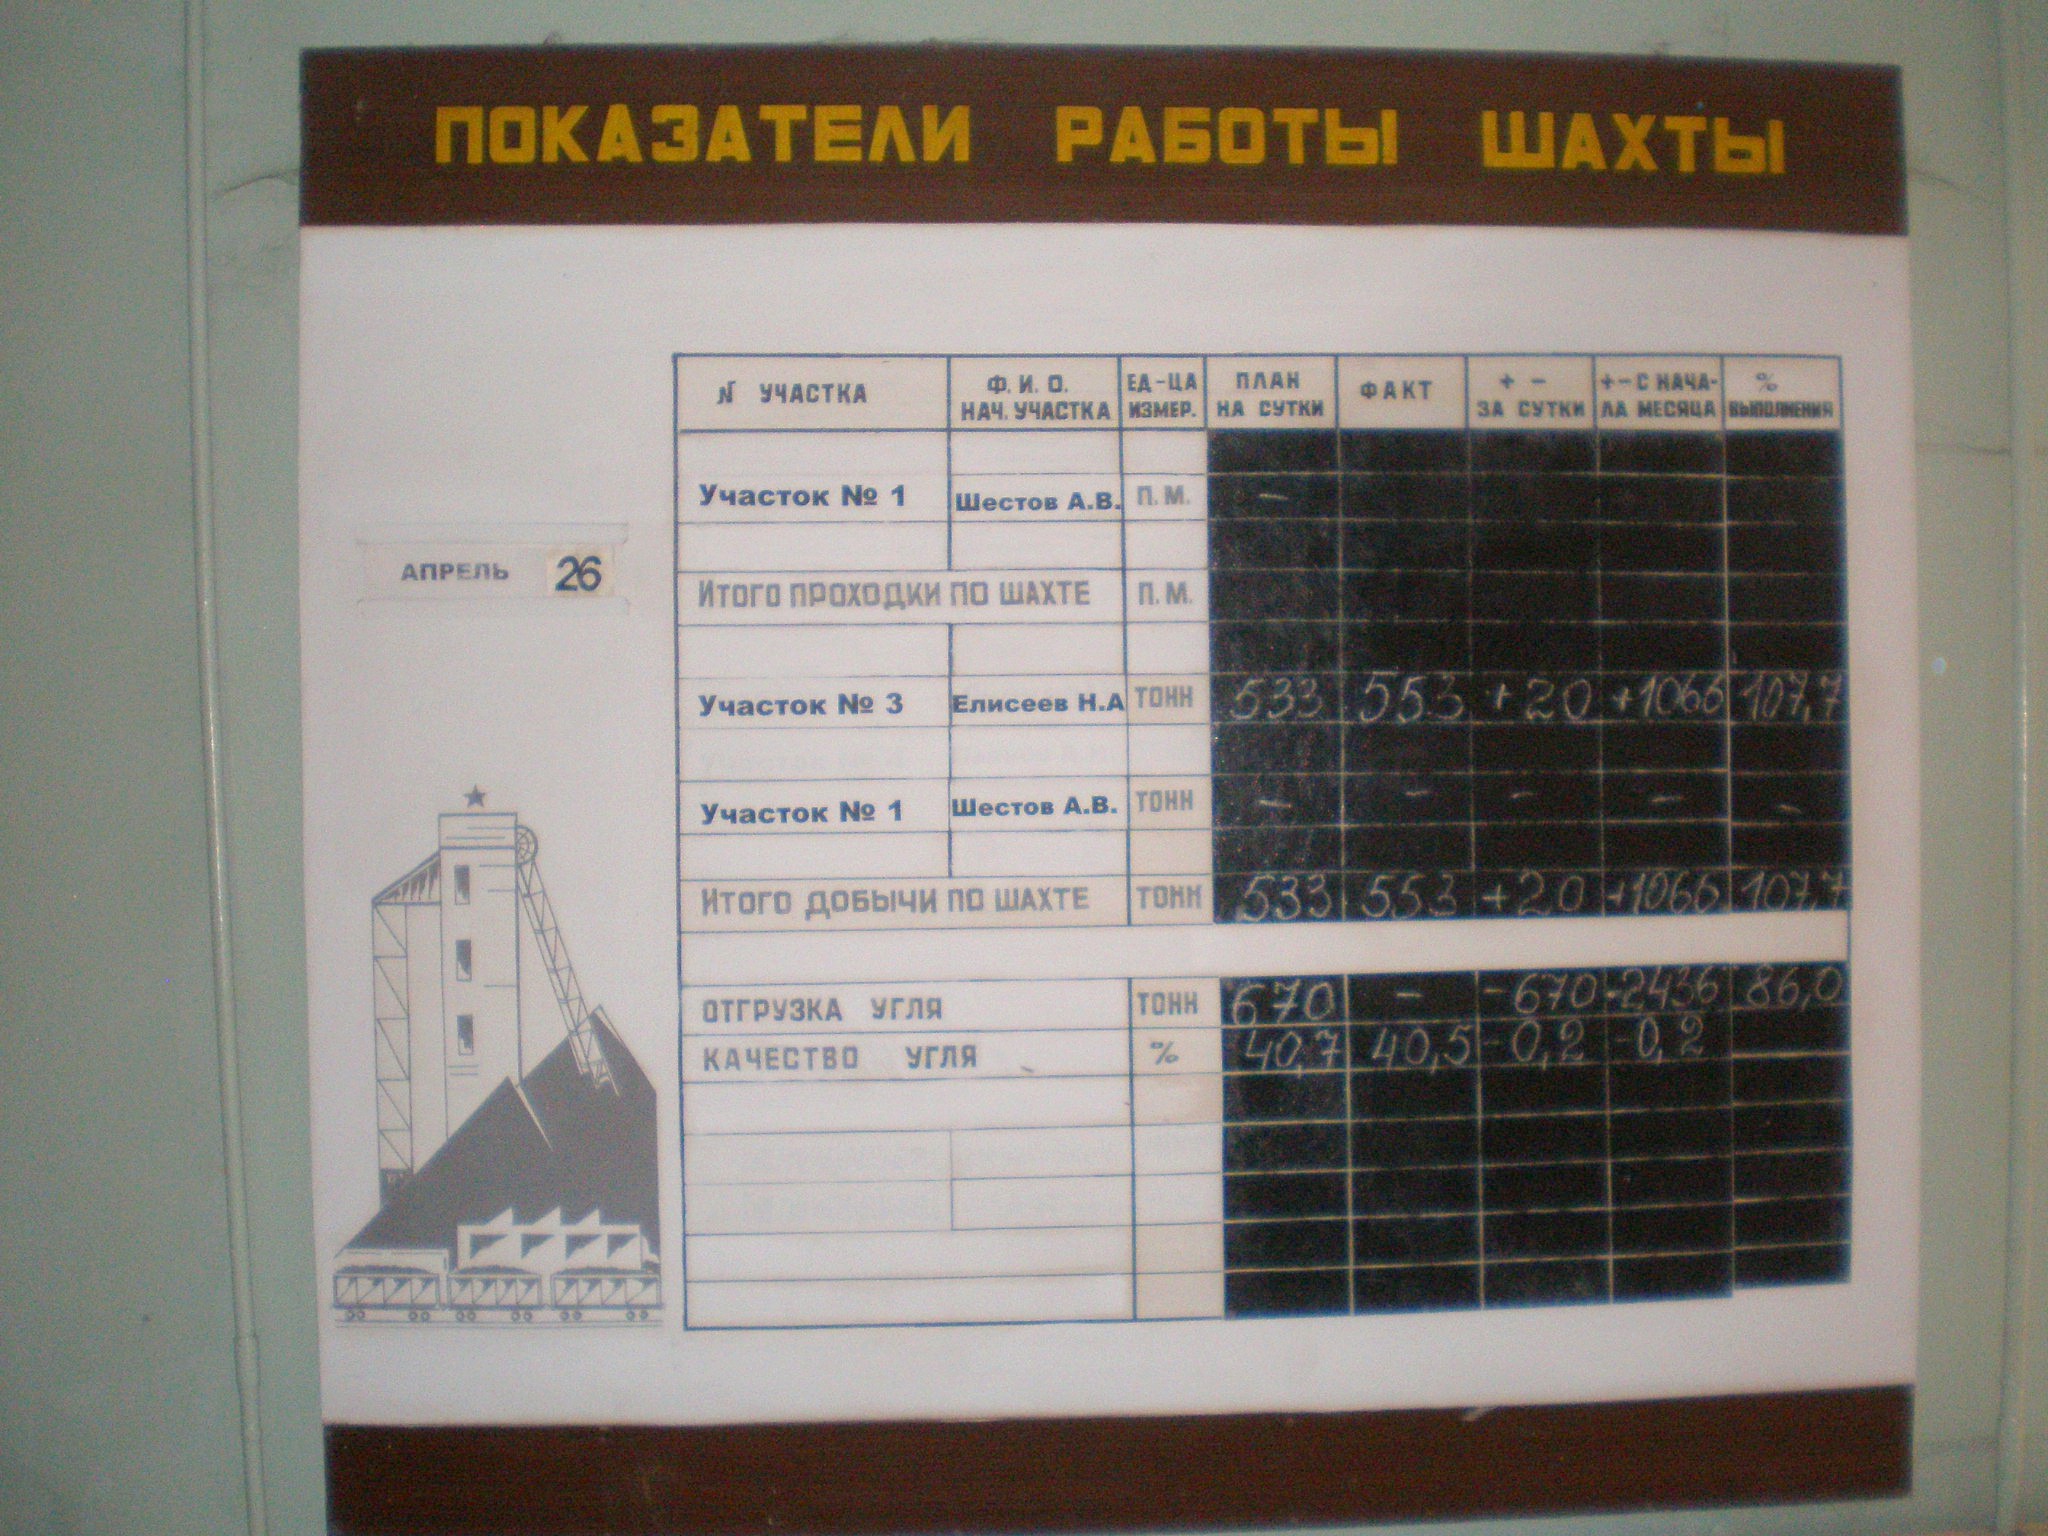 ПОКАЗАТЕЛИ РАБОТЫ ШАХТЫ
N УЧАСТКА Ф. И. О. НАЧ. УЧАСТКА ЕД-ЦА ИЗМЕР. ПЛАН НА СУТКИ ФАКТ + - ЗА СУТКИ +-С НАЧА-ЛА МЕСЯЦА % ВЫПОЛНЕНИЯ
Участок № 1 Шестов А.В. П.М. -
АПРЕЛЬ 26
ИТОГО ПРОХОДКИ ПО ШАХТЕ П.М.
Участок № 3 Елисеев Н.А ТОНН 533 553 +20 +1066 107,7
Участок № 1 Шестов А.В. ТОНН - - - - -
ИТОГО ДОБЫЧИ ПО ШАХТЕ ТОНН 533 553 +20 +1066 107,7
ОТГРУЗКА УГЛЯ ТОНН 670 - -670 -2436 86,0
КАЧЕСТВО УГЛЯ % 40,7 40,5 -0,2 -0,2